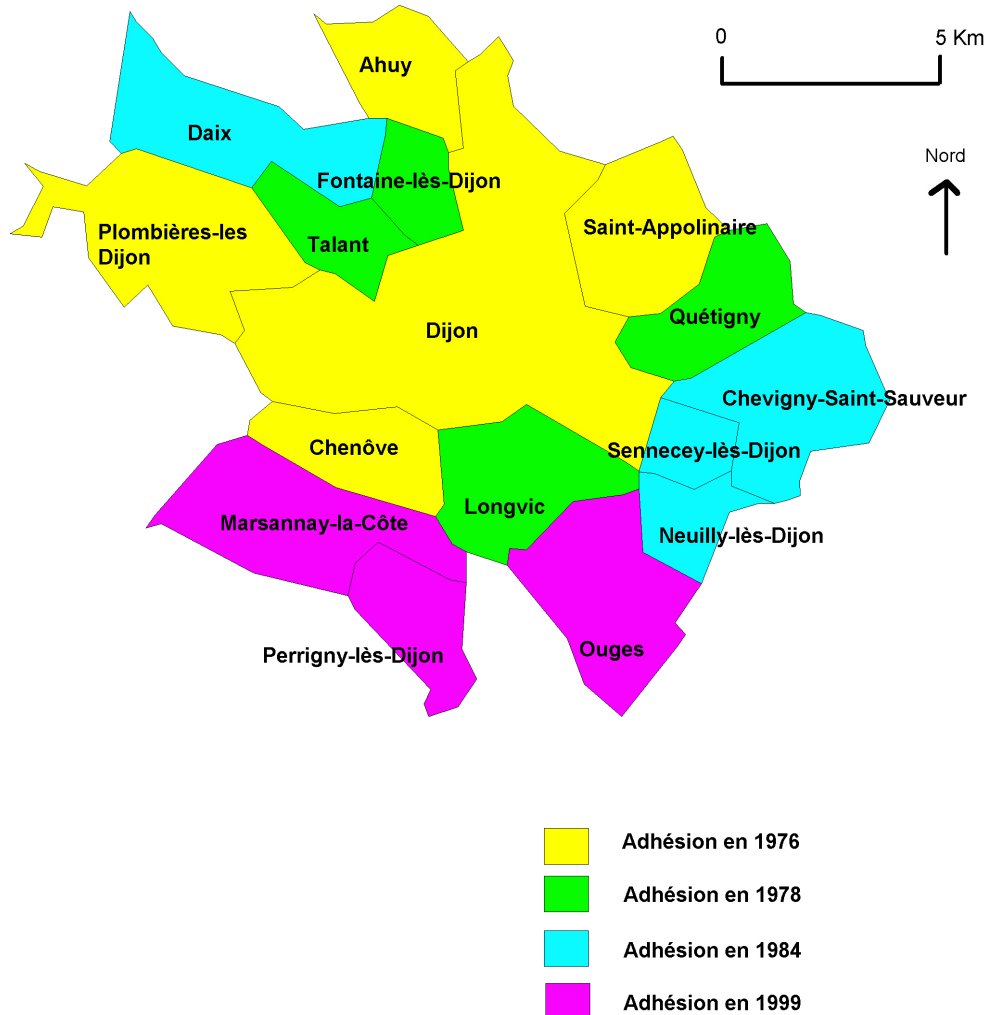 0
5 Km
Ahuy
Daix
Nord
Fontaine-lès-Dijon
Saint-Appolinaire
Plombières-les
Dijon
Talant
Quétigny
Dijon
Chevigny-Saint-Sauveur
Chenôve
Sennecey-lès-Dijon
Longvic
Marsannay-la-Côte
Neuilly-lès-Dijon
Ouges
Perrigny-lès-Dijon
Adhésion en 1976
Adhésion en 1978
Adhésion en 1984
Adhésion en 1999